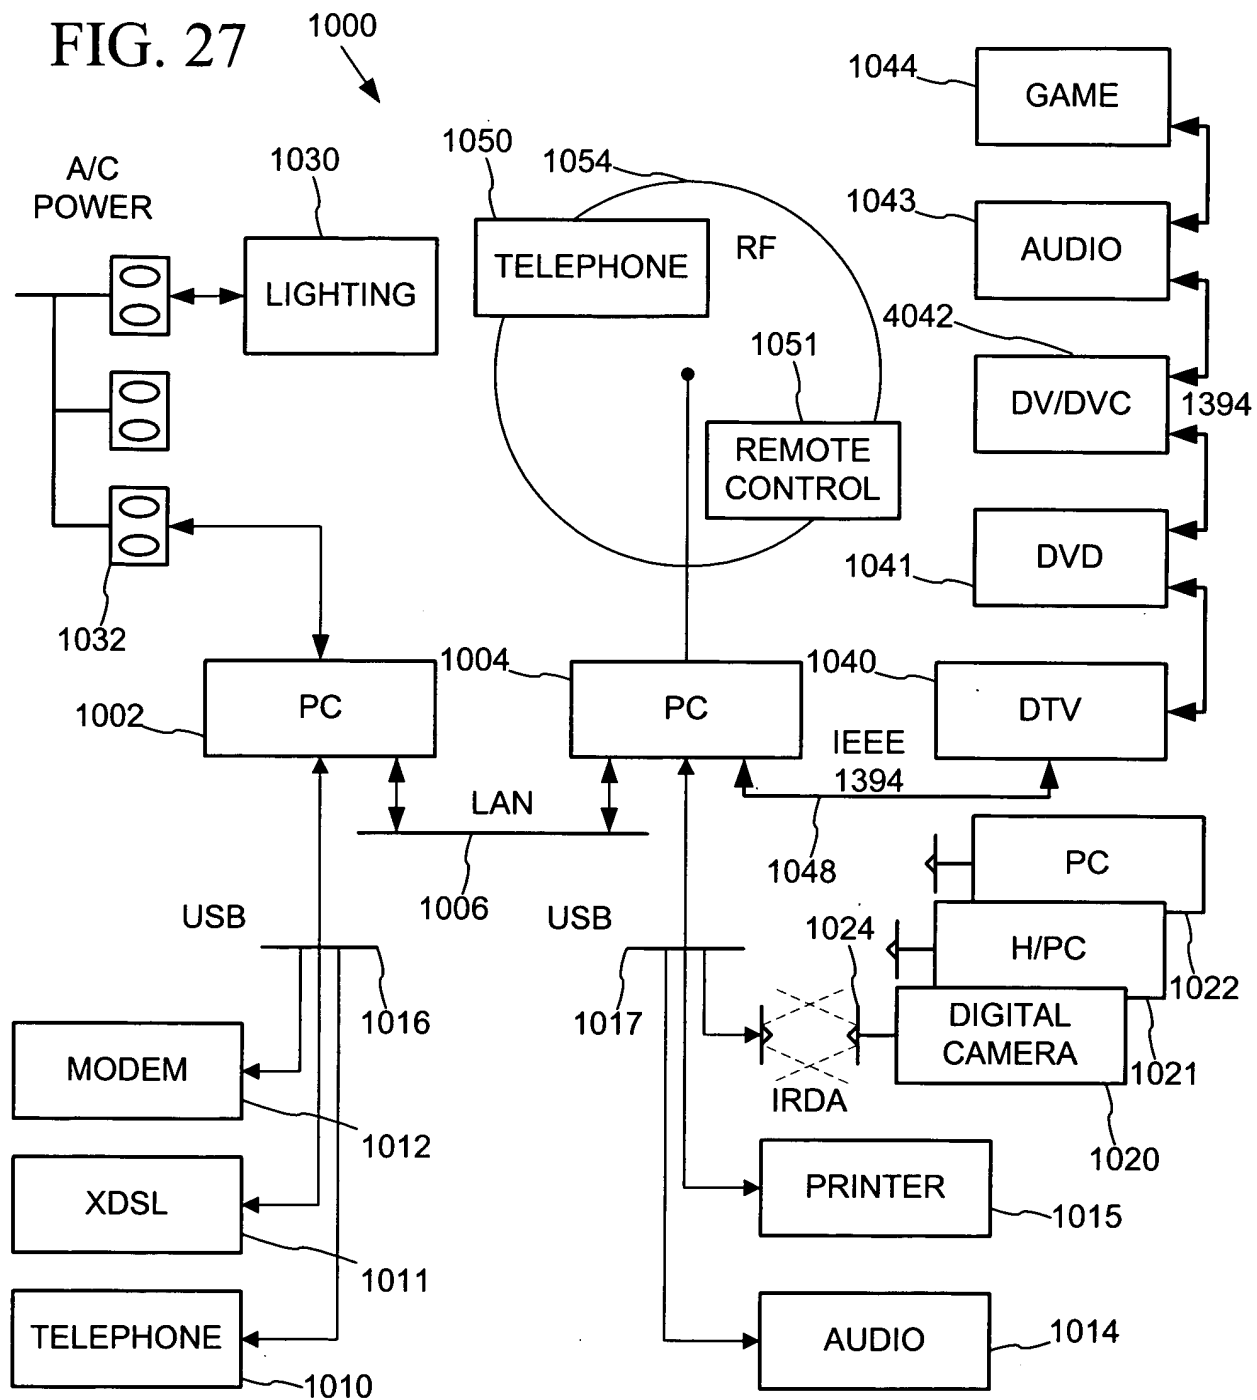 FIG. 27
1000
1044
GAME
1050
1054
1030
A/C
POWER
1043
AUDIO
RF
TELEPHONE
LIGHTING
4042
1051
DV/DVC
1394
REMOTE
CONTROL
DVD
1041
1032
1004
1040
PC
PC
DTV
1002
IEEE
1394
LAN
1048
PC
1006
USB
USB
1024
H/PC
1022
1016
1017
DIGITAL
CAMERA
1021
MODEM
IRDA
1012
1020
XDSL
PRINTER
1015
1011
TELEPHONE
AUDIO
1014
1010